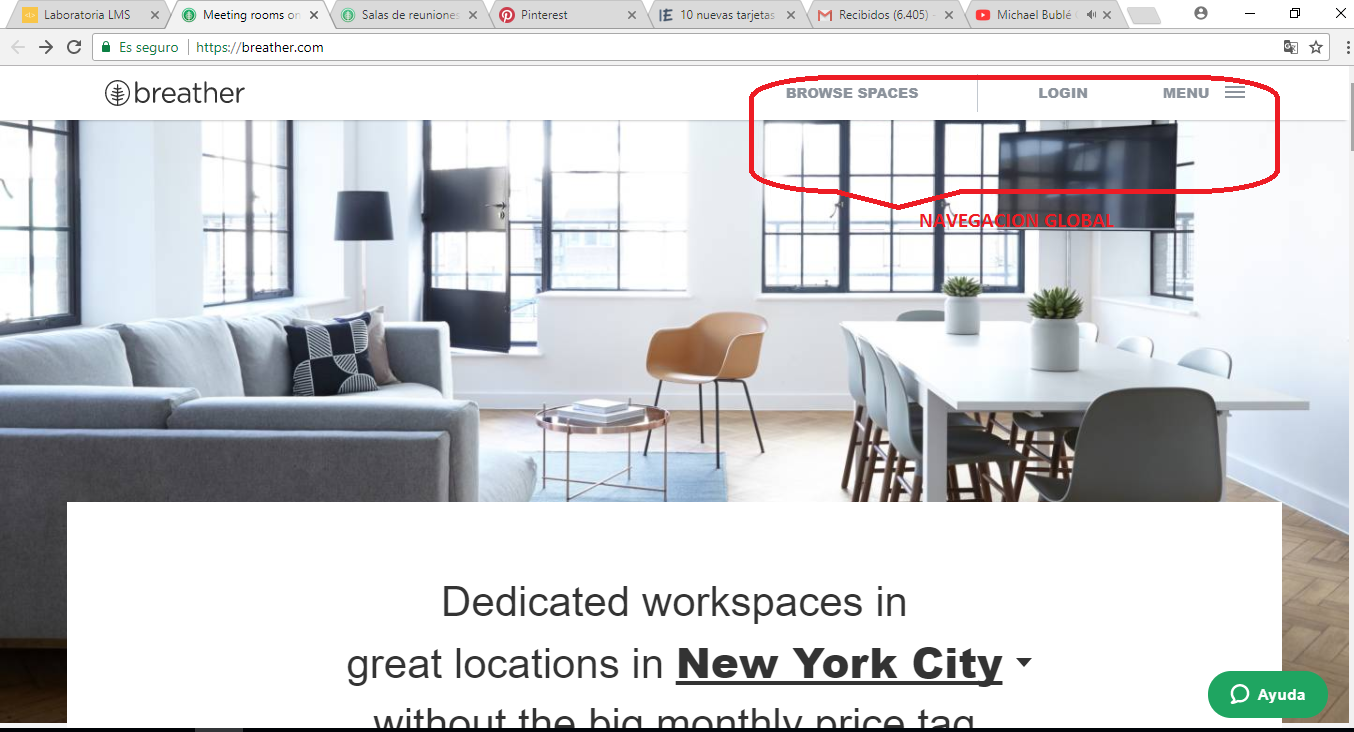 Laboratoria LMS
Meeting rooms on
Salas de reuniones
Pinterest
10 nuevas tarjetas
Recibidos (6.405) -
Michael Bublé
Es seguro
https://breather.com
breather
BROWSE SPACES
LOGIN
MENU
NAVEGACION GLOBAL
Dedicated workspaces in
great locations in New York City
without the big monthly price tag
Ayuda